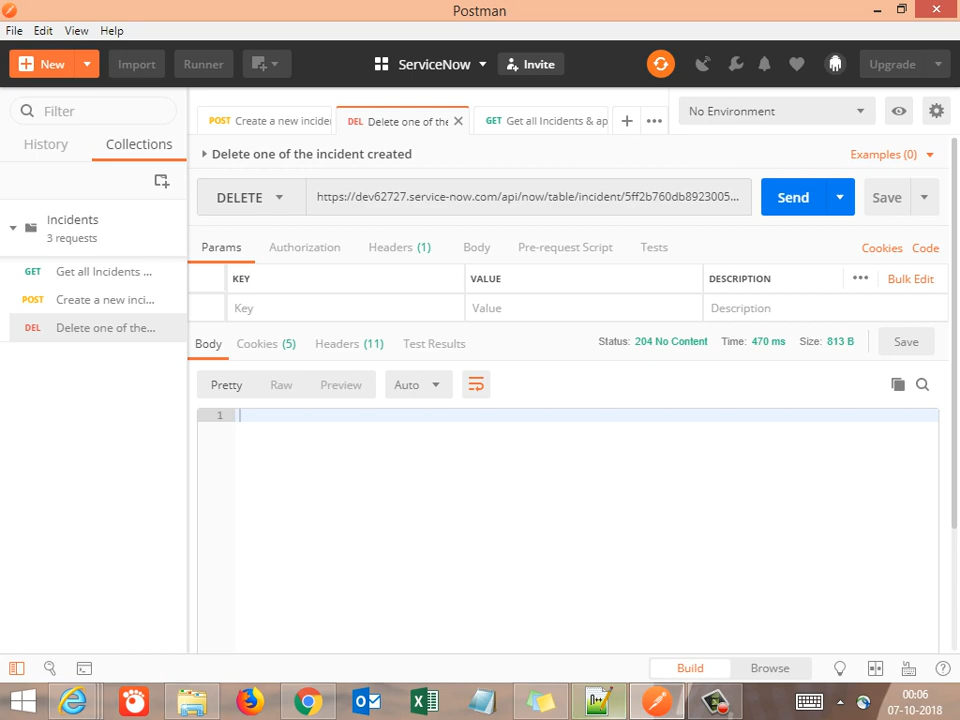 Postman
File Edit View Help
New Import Runner ServiceNow Invite Upgrade
Filter
History Collections
Incidents
3 requests
GET Get all Incidents ...
POST Create a new inci...
DEL Delete one of the...
POST Create a new incide DEL Delete one of the GET Get all Incidents & ap
No Environment
Delete one of the incident created
Examples (0)
DELETE https://dev62727.service-now.com/api/now/table/incident/5ff2b760db8923005... Send Save
Params Authorization Headers (1) Body Pre-request Script Tests Cookies Code
KEY VALUE DESCRIPTION Bulk Edit
Key Value Description
Body Cookies (5) Headers (11) Test Results Status: 204 No Content Time: 470 ms Size: 813 B Save
Pretty Raw Preview Auto
1
Build Browse
00:06
07-10-2018